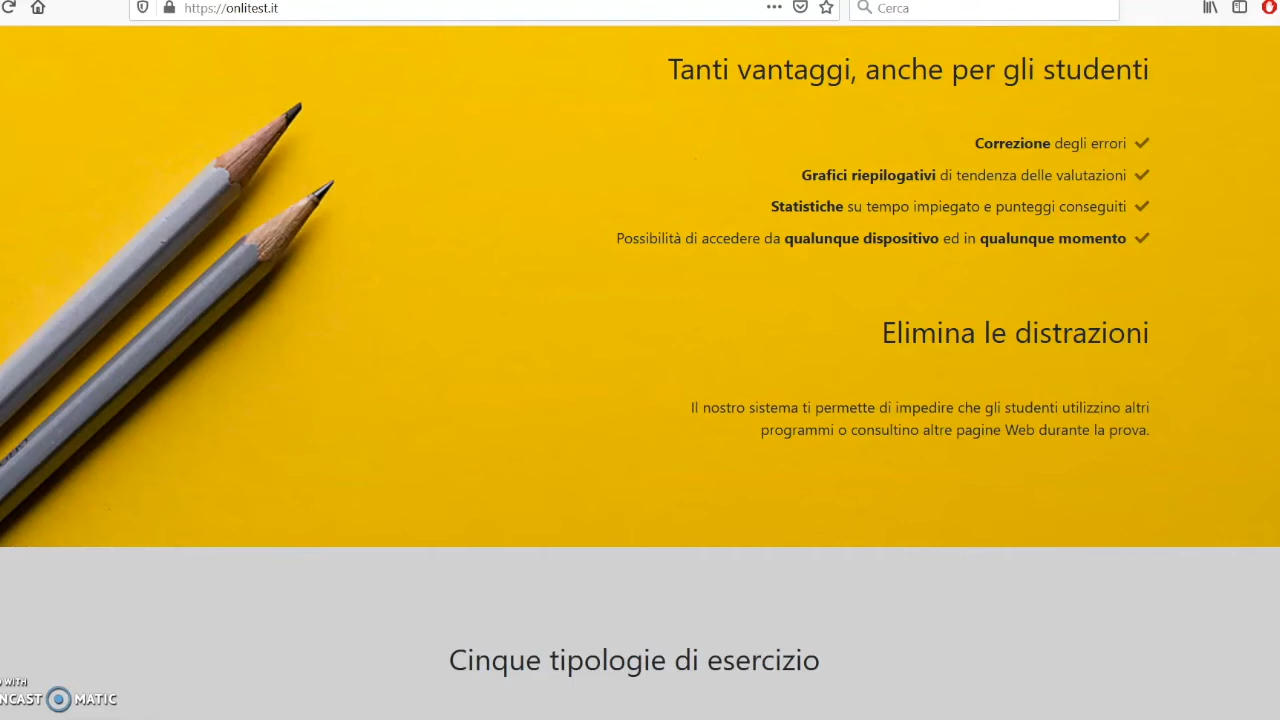 https://onlitest.it
Cerca
Tanti vantaggi, anche per gli studenti
Correzione degli errori
Grafici riepilogativi di tendenza delle valutazioni
Statistiche su tempo impiegato e punteggi conseguiti
Possibilità di accedere da qualunque dispositivo ed in qualunque momento
Elimina le distrazioni
Il nostro sistema ti permette di impedire che gli studenti utilizzino altri
programmi o consultino altre pagine Web durante la prova.
Cinque tipologie di esercizio
WITH
NCAST MATIC